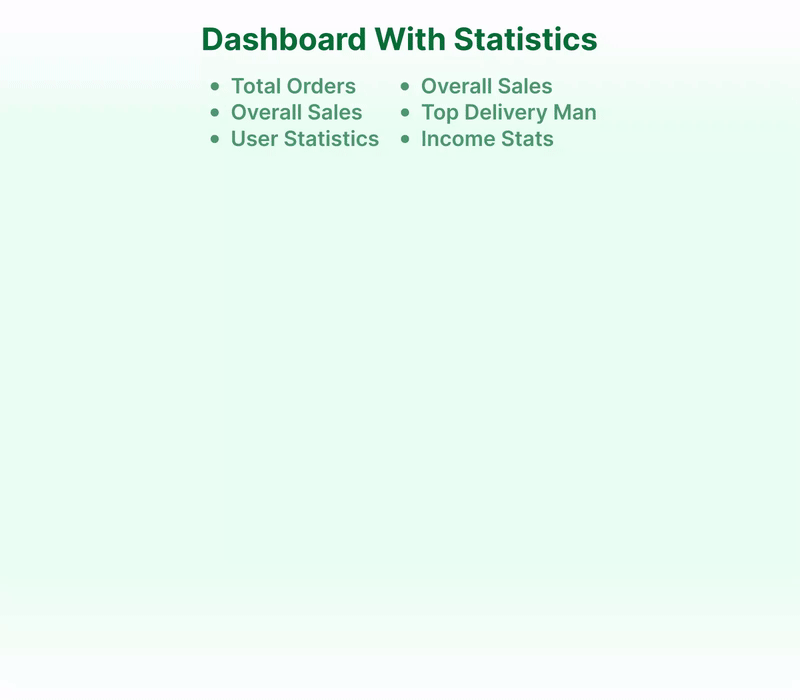 Dashboard With Statistics
• Total Orders
• Overall Sales
• User Statistics
• Overall Sales
• Top Delivery Man
• Income Stats